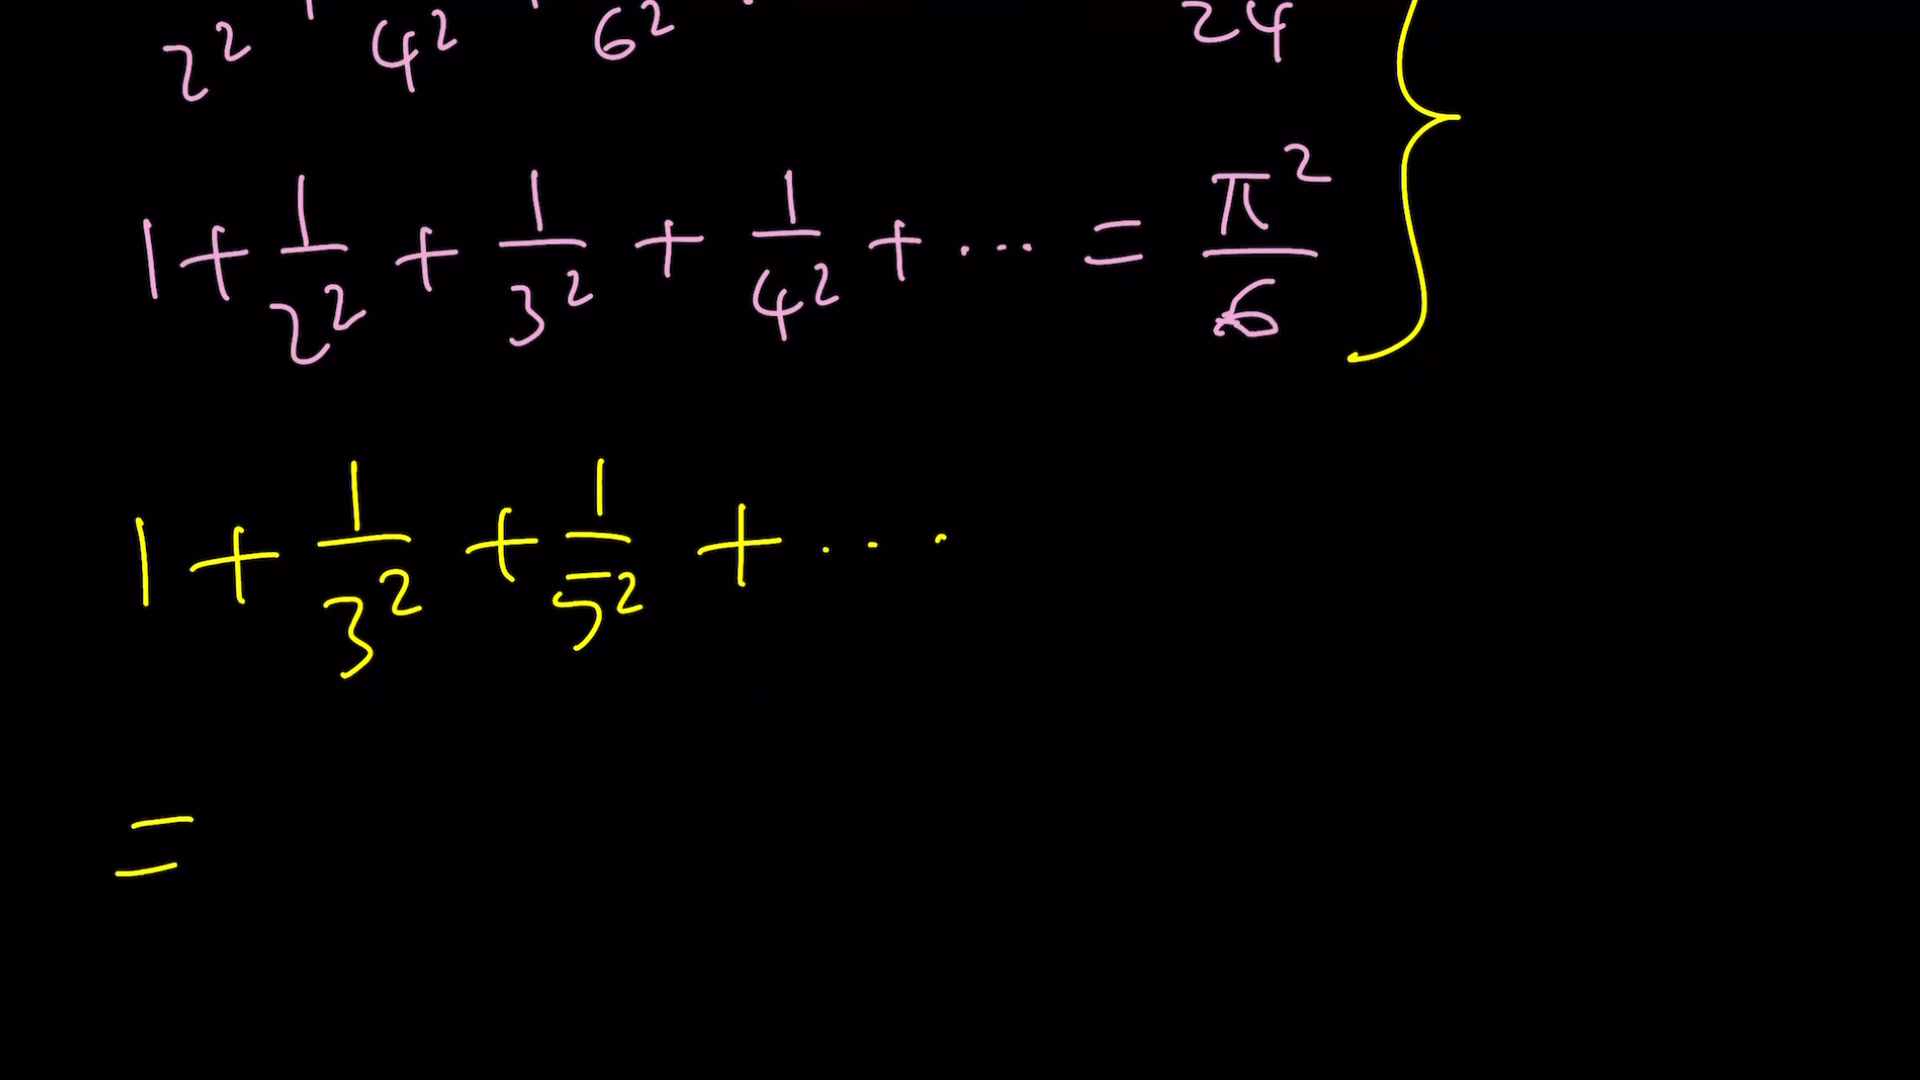 2² 4² 6² 24
1 + 1/2² + 1/3² + 1/4² + ... = π²/6
1 + 1/3² + 1/5² + ...
=